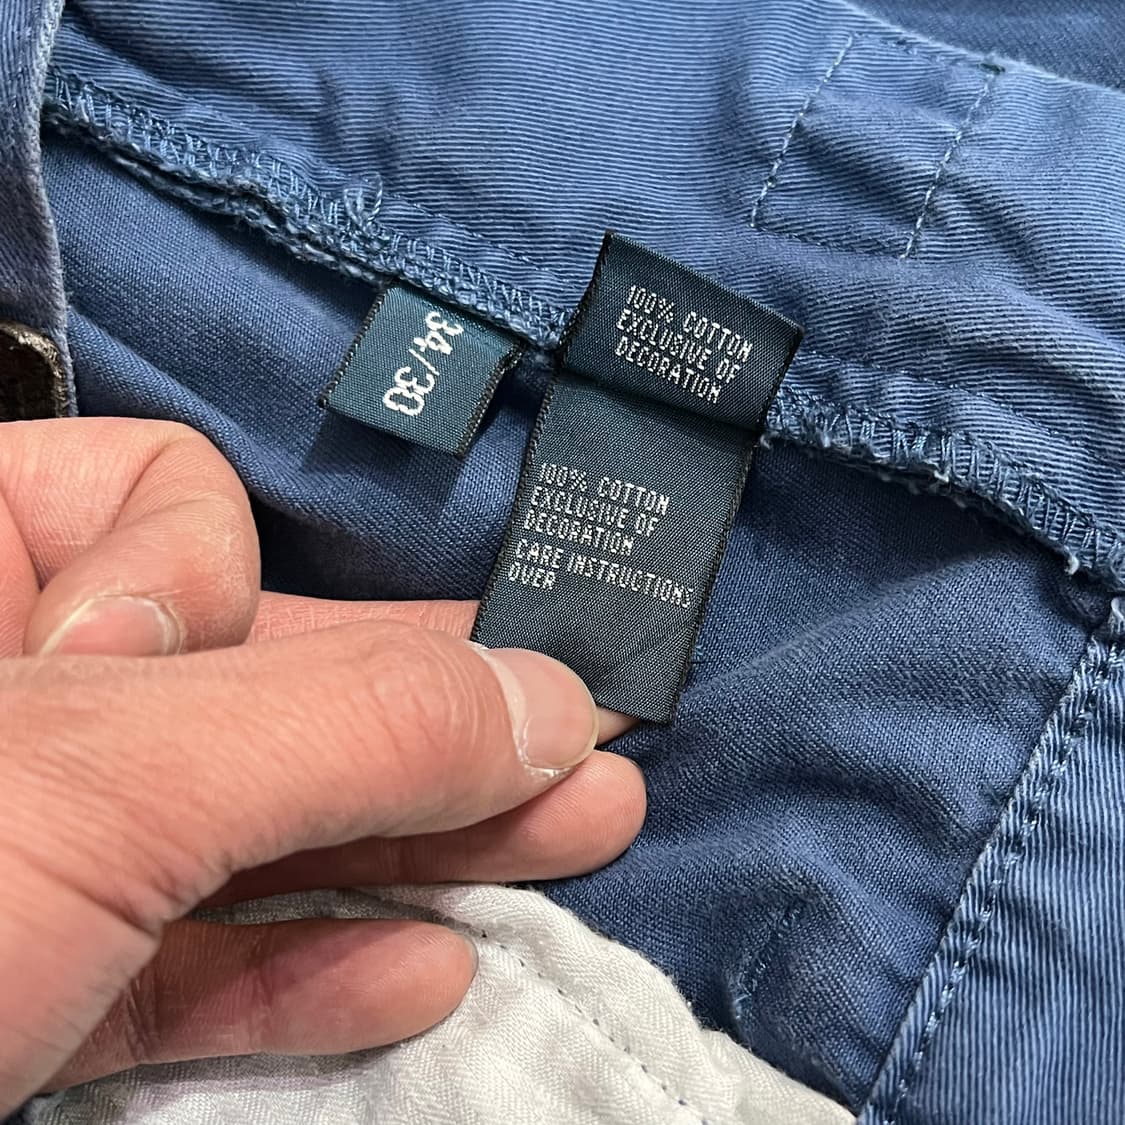 34/30
100% COTTON
EXCLUSIVE OF
DECORATION
100% COTTON
EXCLUSIVE OF
DECORATION
CARE INSTRUCTIONS
OVER